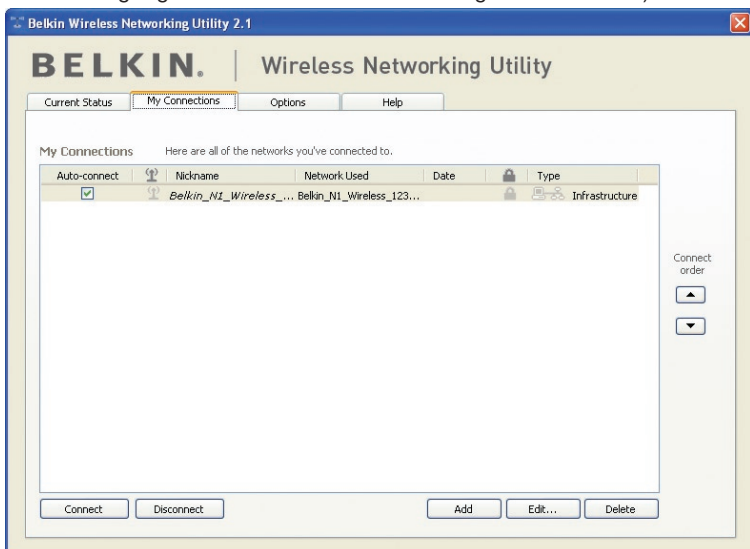 Belkin Wireless Networking Utility 2.1
BELKIN. | Wireless Networking Utility
Current Status My Connections Options Help
My Connections Here are all of the networks you've connected to.
Auto-connect Nickname Network Used Date Type
Belkin_N1_Wireless_... Belkin_N1_Wireless_123... Infrastructure
Connect
order
Connect Disconnect Add Edit... Delete